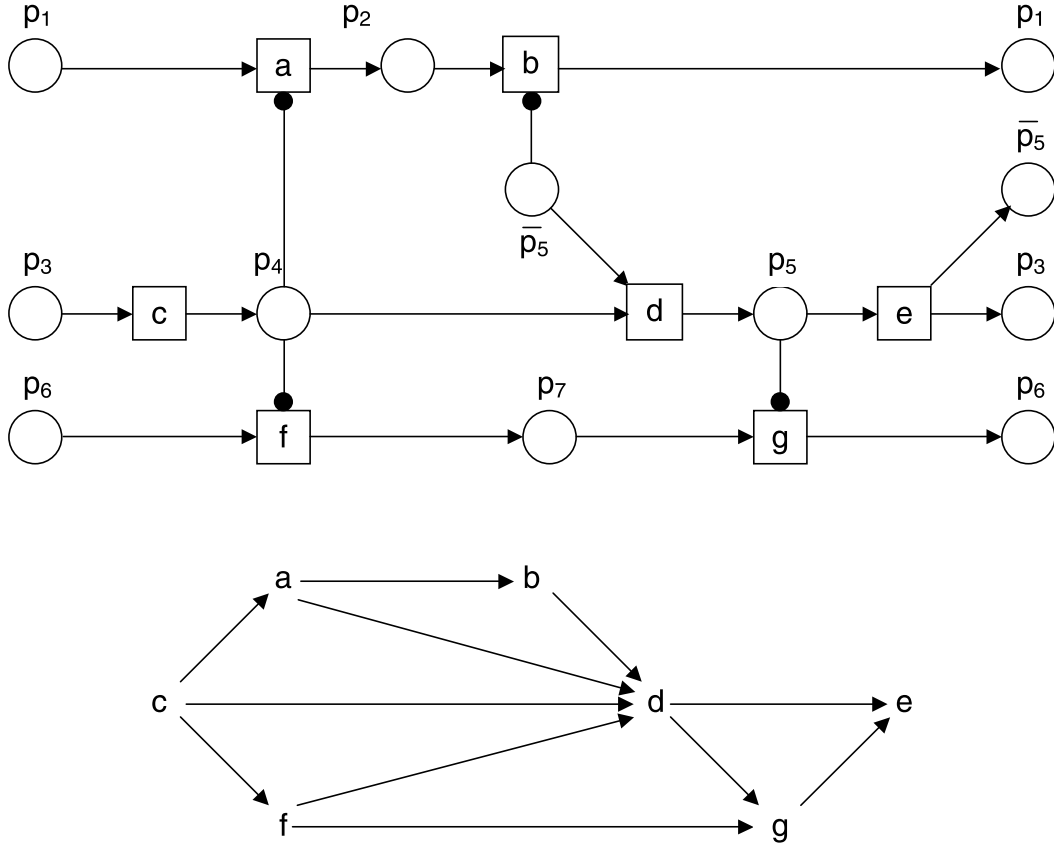 p₁ p₂ p₁
a b
p̅₅
p̅₅
p₃ p₄ p₅ p₃
c d e
p₆ p₇ p₆
f g
a b
c d e
f g